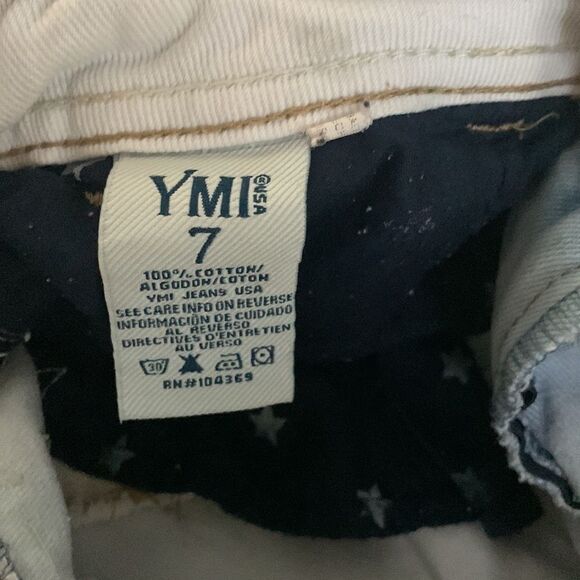 YMI® USA
7
100% COTTON/
ALGODON/COTON
YMI JEANS USA
SEE CARE INFO ON REVERSE
INFORMACIÓN DE CUIDADO
AL REVERSO
DIRECTIVES D'ENTRETIEN
AU VERSO
30
RN#104369